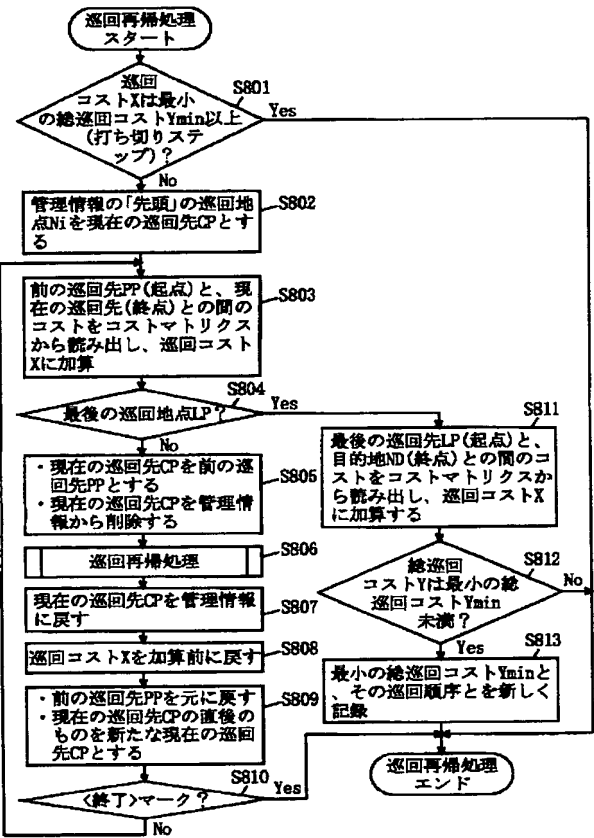 巡回再帰処理
スタート
巡回
コストXは最小
の総巡回コストYmin以上
(打ち切りステ
ップ)?
S801
Yes
No
管理情報の「先頭」の巡回地
点Niを現在の巡回先CPとす
る
S802
前の巡回先PP(起点)と、現
在の巡回先(終点)との間の
コストをコストマトリクス
から読み出し、巡回コスト
Xに加算
S803
最後の巡回地点LP?
S804
Yes
No
・現在の巡回先CPを前の巡
回先PPとする
・現在の巡回先CPを管理情
報から削除する
S805
巡回再帰処理
S806
現在の巡回先CPを管理情報
に戻す
S807
巡回コストXを加算前に戻す
S808
・前の巡回先PPを元に戻す
・現在の巡回先CPの直後の
ものを新たな現在の巡回
先CPとする
S809
<終了>マーク?
S810
Yes
No
最後の巡回先LP(起点)と、
目的地ND(終点)との間のコ
ストをコストマトリクスか
ら読み出し、巡回コストX
に加算する
S811
総巡回
コストYは最小の総
巡回コストYmin
未満?
S812
No
Yes
最小の総巡回コストYminと
、その巡回順序とを新しく
記録
S813
巡回再帰処理
エンド